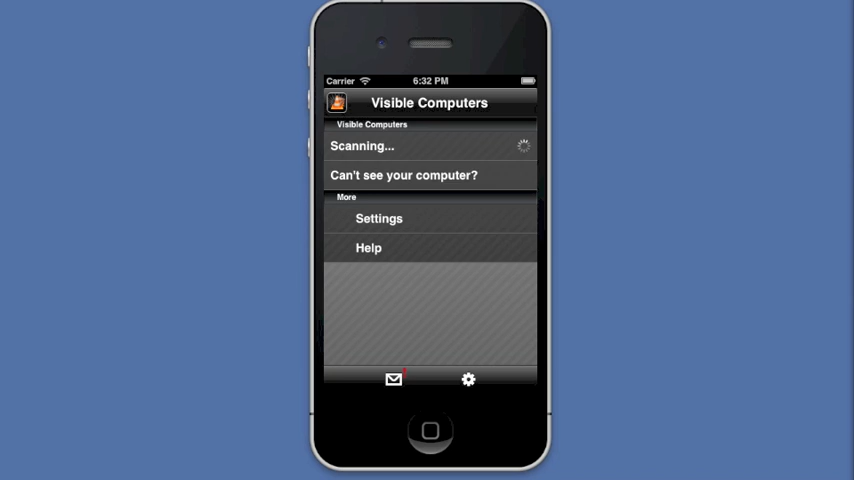 Carrier 6:32 PM
Visible Computers
Visible Computers
Scanning...
Can't see your computer?
More
Settings
Help